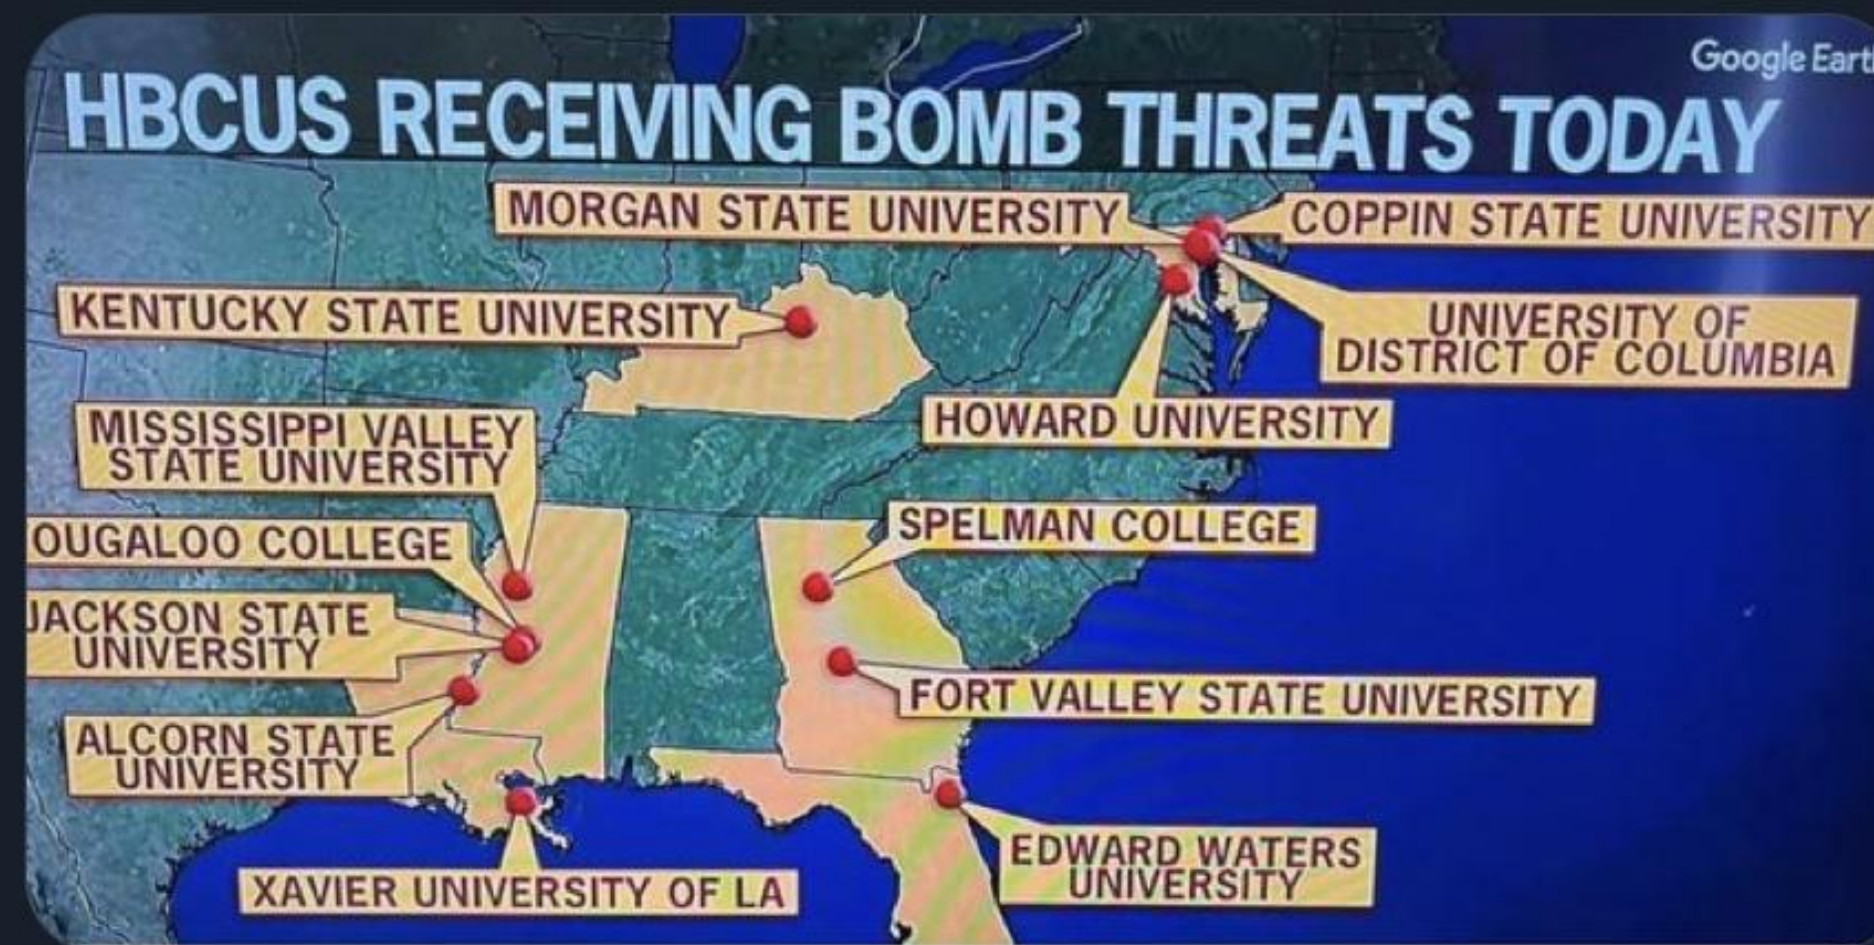 Google Eart
HBCUS RECEIVING BOMB THREATS TODAY
MORGAN STATE UNIVERSITY
COPPIN STATE UNIVERSITY
KENTUCKY STATE UNIVERSITY
UNIVERSITY OF
DISTRICT OF COLUMBIA
HOWARD UNIVERSITY
MISSISSIPPI VALLEY
STATE UNIVERSITY
SPELMAN COLLEGE
OUGALOO COLLEGE
JACKSON STATE
UNIVERSITY
FORT VALLEY STATE UNIVERSITY
ALCORN STATE
UNIVERSITY
EDWARD WATERS
UNIVERSITY
XAVIER UNIVERSITY OF LA